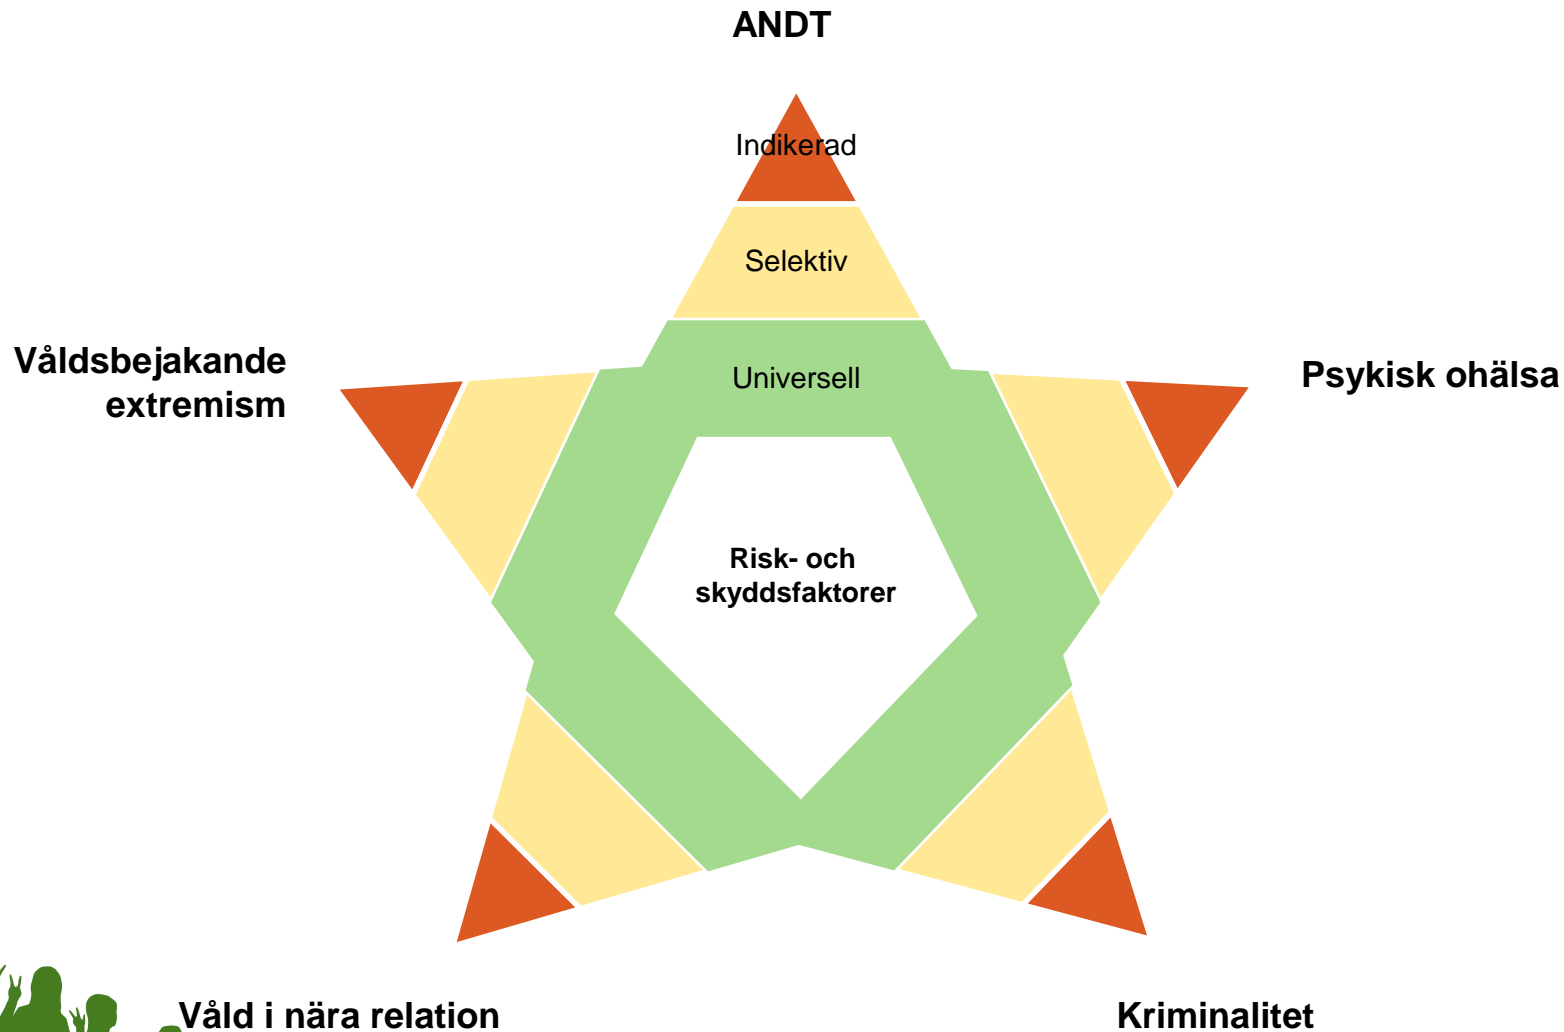 ANDT
Indikerad
Selektiv
Universell
Våldsbejakande
extremism
Psykisk ohälsa
Risk- och
skyddsfaktorer
Våld i nära relation
Kriminalitet